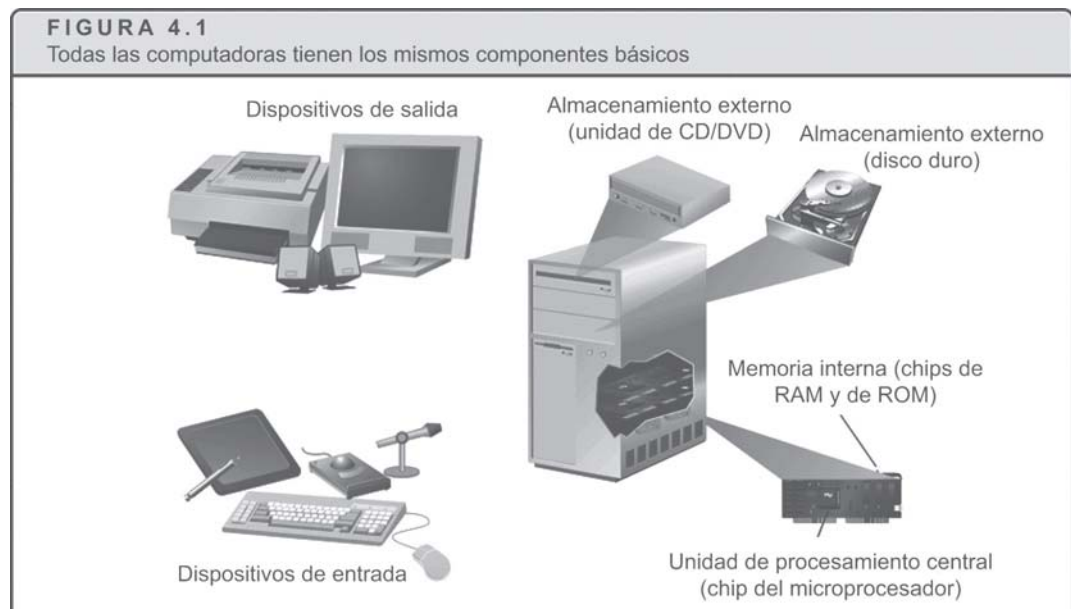 FIGURA 4.1
Todas las computadoras tienen los mismos componentes básicos
Dispositivos de salida
Almacenamiento externo
(unidad de CD/DVD)
Almacenamiento externo
(disco duro)
Memoria interna (chips de
RAM y de ROM)
Dispositivos de entrada
Unidad de procesamiento central
(chip del microprocesador)